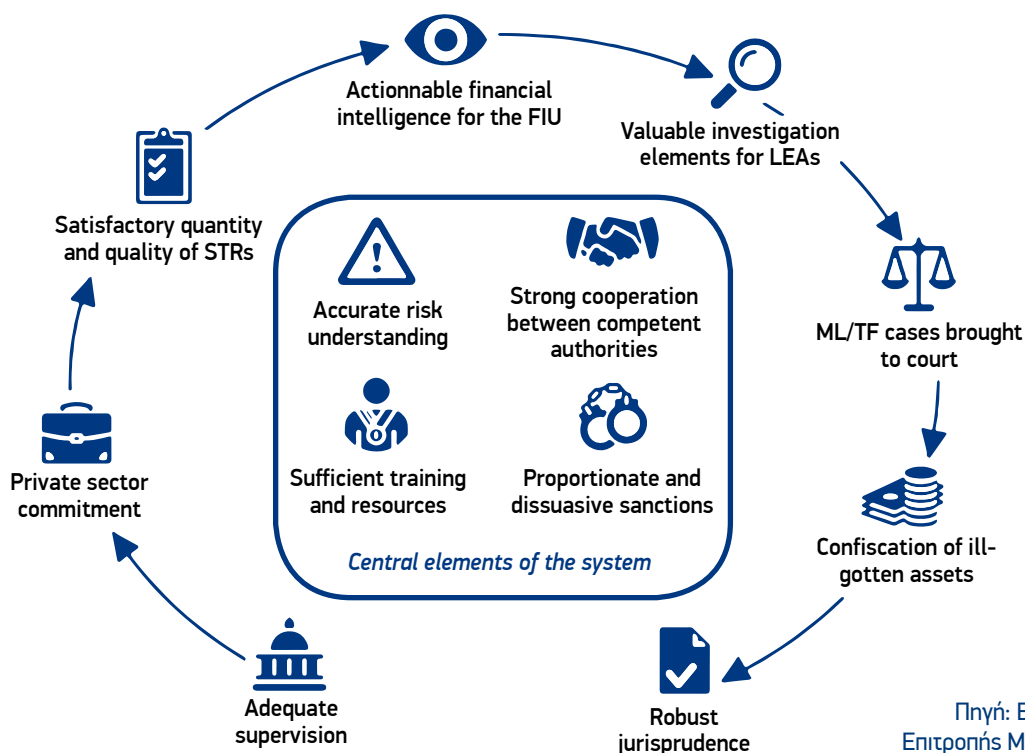 Actionnable financial
intelligence for the FIU
Valuable investigation
elements for LEAs
Satisfactory quantity
and quality of STRs
Accurate risk
understanding
Strong cooperation
between competent
authorities
ML/TF cases brought
to court
Private sector
commitment
Sufficient training
and resources
Proportionate and
dissuasive sanctions
Central elements of the system
Confiscation of ill-
gotten assets
Adequate
supervision
Robust
jurisprudence
Πηγή:
Επιτροπής